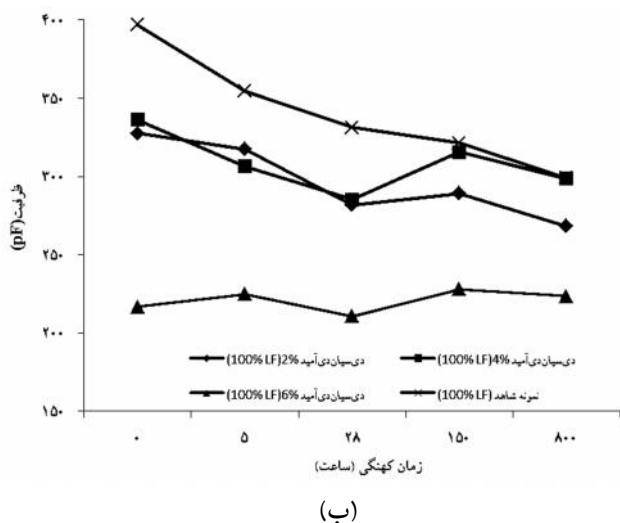 ۴۰۰
۳۵۰
۳۰۰
۲۵۰
۲۰۰
۱۵۰
ظرفیت(pF)
دی‌سیان‌دی‌آمید 2%(100% LF)
دی‌سیان‌دی‌آمید 4%(100% LF)
دی‌سیان‌دی‌آمید 6%(100% LF)
نمونه شاهد (100% LF)
۰ ۵ ۲۸ ۱۵۰ ۸۰۰
زمان کهنگی (ساعت)
(ب)